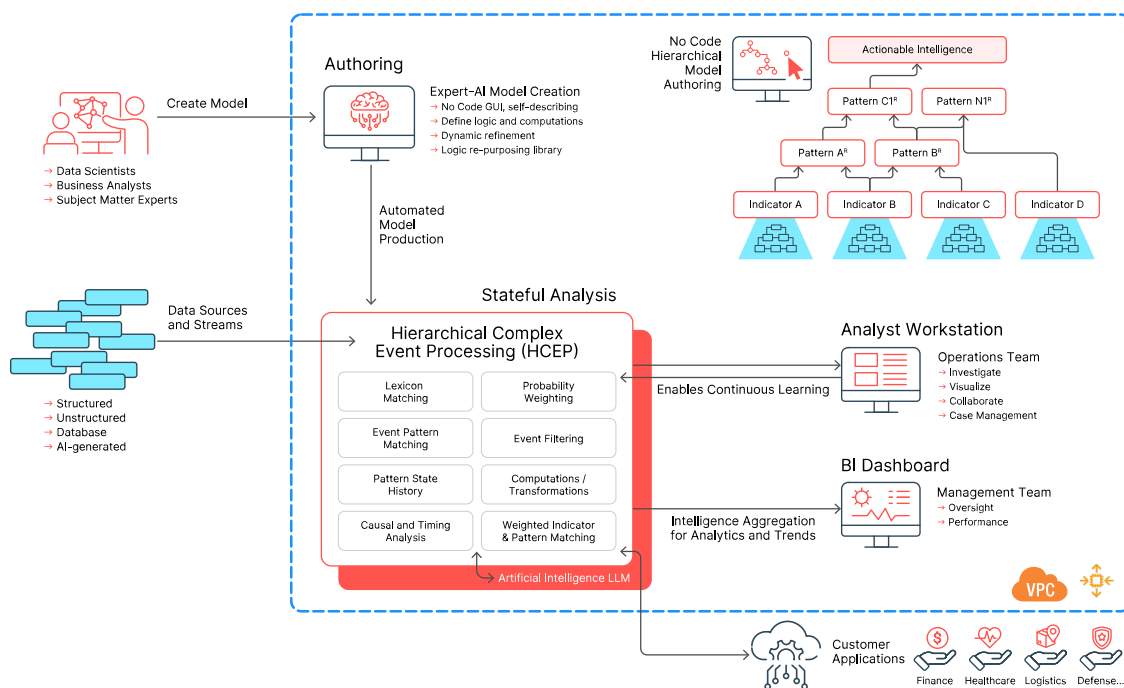 Authoring
Create Model
Expert-AI Model Creation
→ No Code GUI, self-describing
→ Define logic and computations
→ Dynamic refinement
→ Logic re-purposing library
→ Data Scientists
→ Business Analysts
→ Subject Matter Experts
Automated
Model
Production
No Code
Hierarchical
Model
Authoring
Actionable Intelligence
Pattern C1ᴿ
Pattern N1ᴿ
Pattern Aᴿ
Pattern Bᴿ
Indicator A
Indicator B
Indicator C
Indicator D
Data Sources
and Streams
→ Structured
→ Unstructured
→ Database
→ AI-generated
Stateful Analysis
Hierarchical Complex
Event Processing (HCEP)
Lexicon
Matching
Probability
Weighting
Event Pattern
Matching
Event Filtering
Pattern State
History
Computations /
Transformations
Causal and Timing
Analysis
Weighted Indicator
& Pattern Matching
Artificial Intelligence LLM
Enables Continuous Learning
Analyst Workstation
Operations Team
→ Investigate
→ Visualize
→ Collaborate
→ Case Management
Intelligence Aggregation
for Analytics and Trends
BI Dashboard
Management Team
→ Oversight
→ Performance
VPC
Customer
Applications
$
Finance
Healthcare
Logistics
Defense...